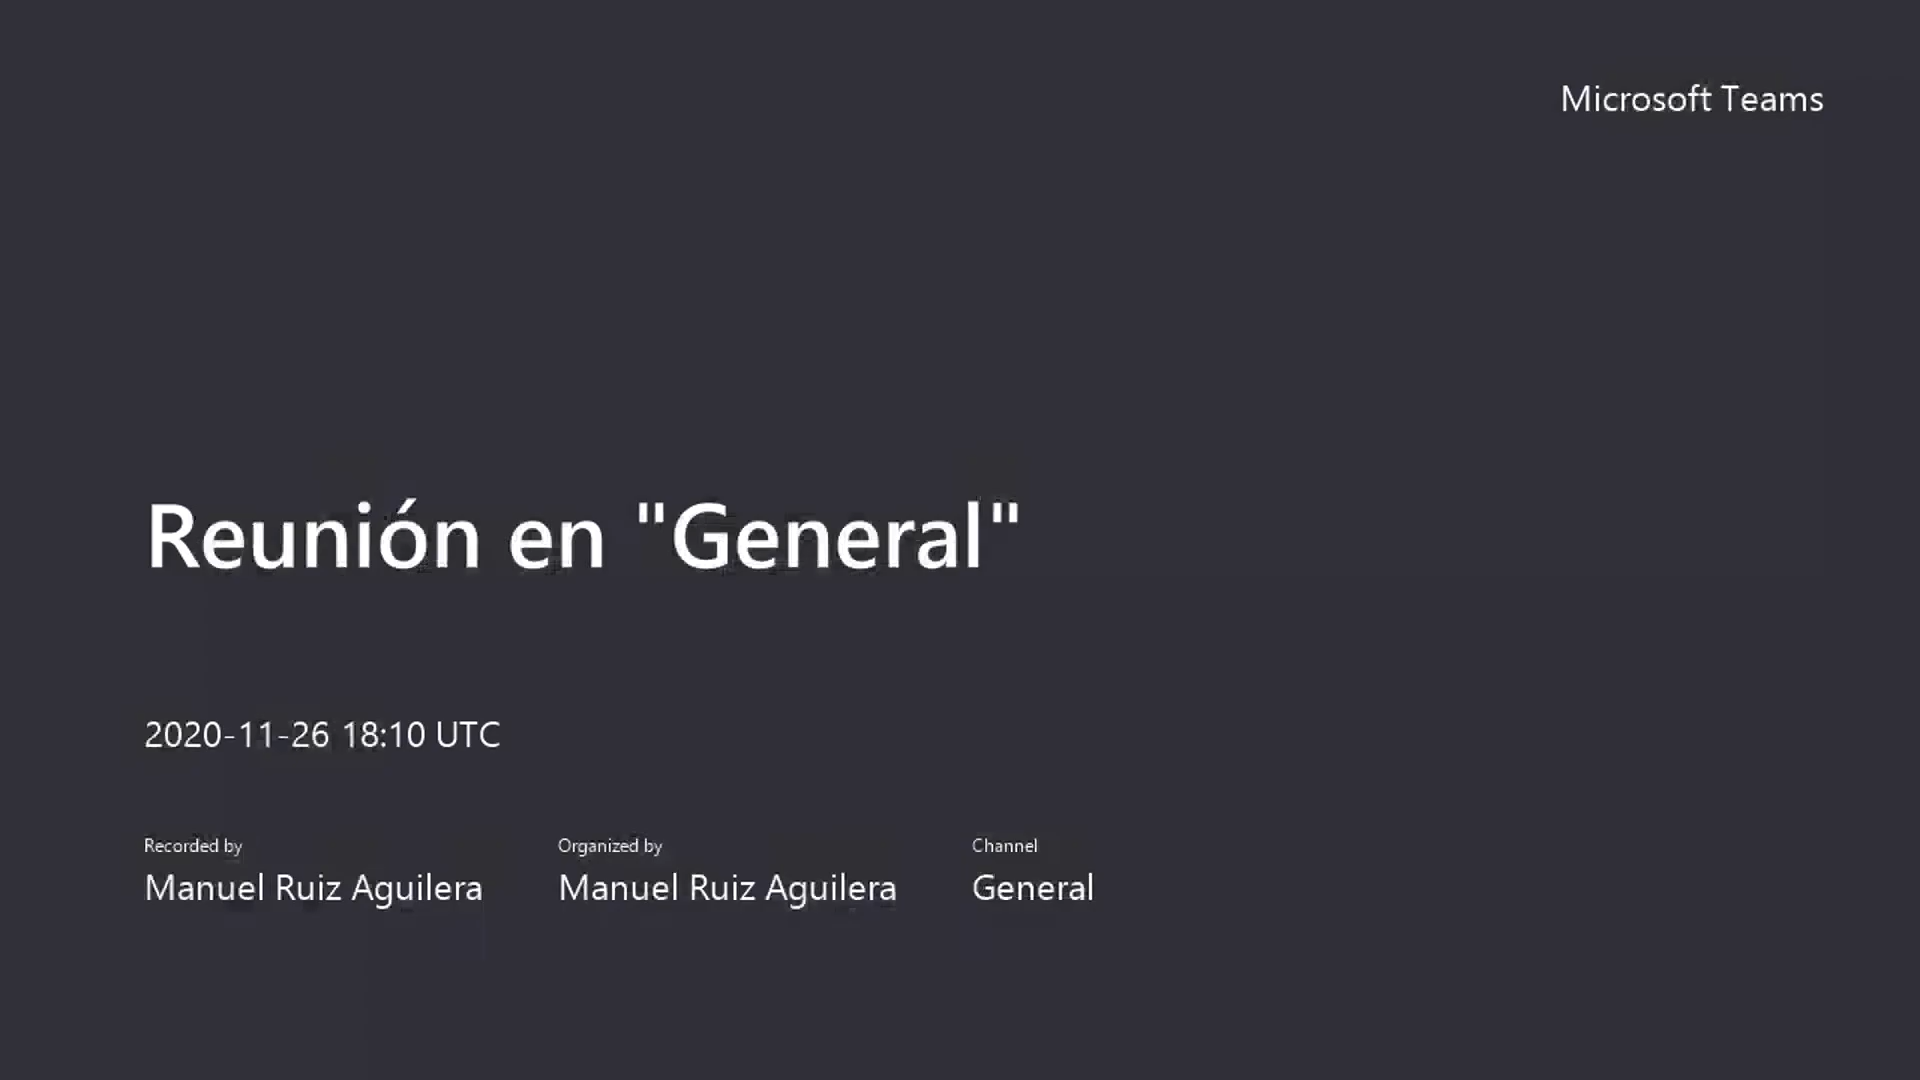 Microsoft Teams
Reunión en "General"
2020-11-26 18:10 UTC
Recorded by
Manuel Ruiz Aguilera
Organized by
Manuel Ruiz Aguilera
Channel
General